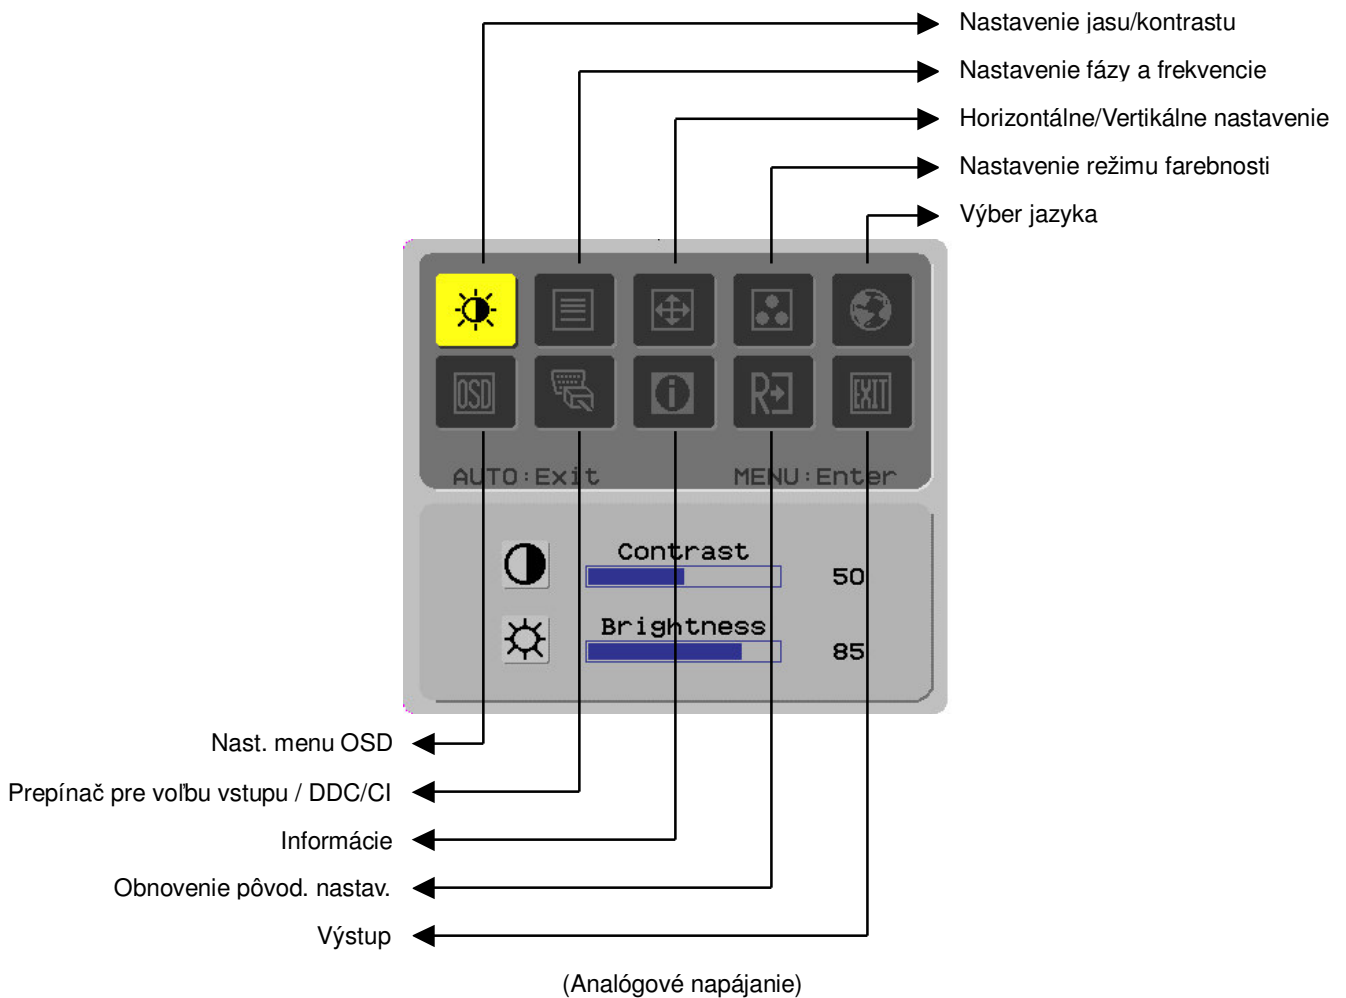 Nastavenie jasu/kontrastu
Nastavenie fázy a frekvencie
Horizontálne/Vertikálne nastavenie
Nastavenie režimu farebnosti
Výber jazyka
OSD
R
EXIT
AUTO:Exit MENU:Enter
Contrast 50
Brightness 85
Nast. menu OSD
Prepínač pre voľbu vstupu / DDC/CI
Informácie
Obnovenie pôvod. nastav.
Výstup
(Analógové napájanie)